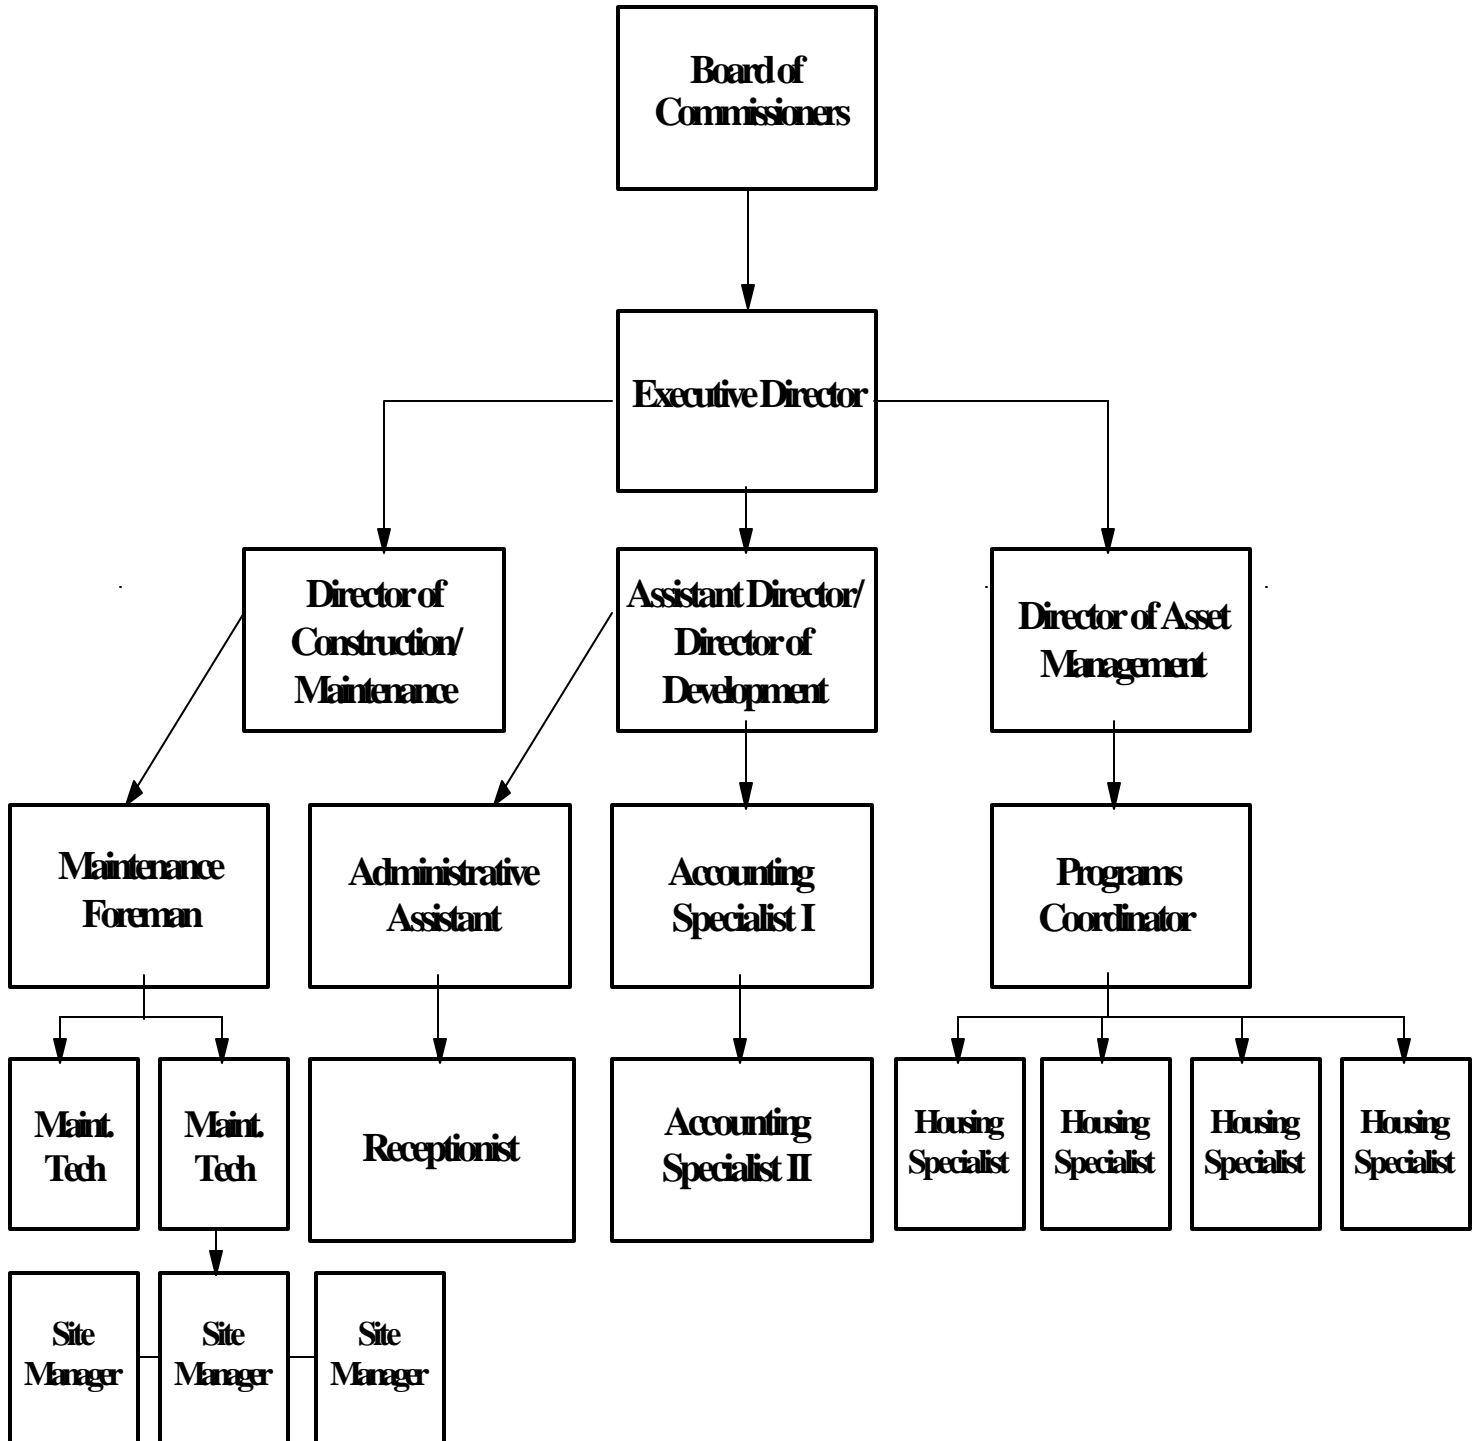 Board of
Commissioners
Executive Director
Director of
Construction/
Maintenance
Assistant Director/
Director of
Development
Director of Asset
Management
Maintenance
Foreman
Administrative
Assistant
Accounting
Specialist I
Programs
Coordinator
Maint.
Tech
Maint.
Tech
Receptionist
Accounting
Specialist II
Housing
Specialist
Housing
Specialist
Housing
Specialist
Housing
Specialist
Site
Manager
Site
Manager
Site
Manager